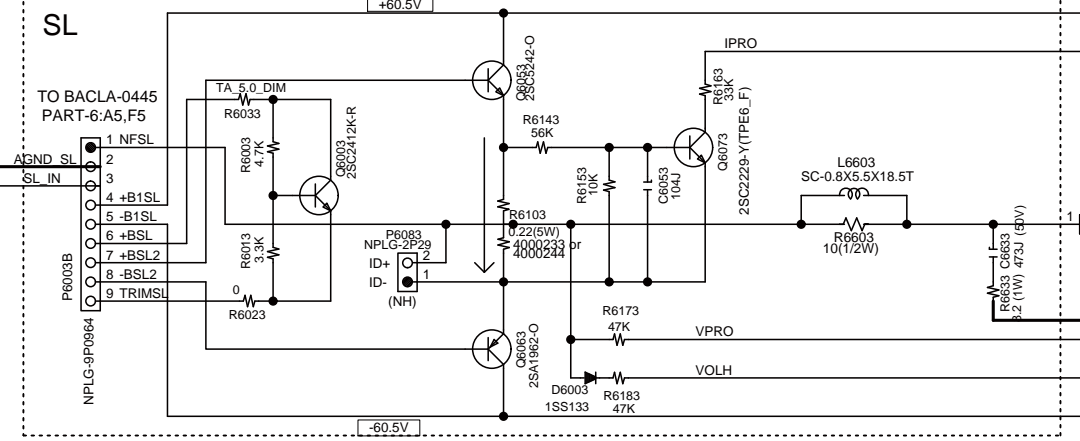 +60.5V
SL
IPRO
Q6053
2SC5242-O
TO BACLA-0445
PART-6:A5,F5
TA_5.0_DIM
R6033
R6163
33K
R6143
56K
1 NFSL
AGND_SL 2
SL_IN 3
4 +B1SL
5 -B1SL
6 +BSL
7 +BSL2
8 -BSL2
9 TRIMSL
P6003B
NPLG-9P0964
R6003
4.7K
Q6003
2SC2412K-R
R6013
3.3K
0
R6023
P6083
NPLG-2P29
ID+ 2
ID- 1
(NH)
R6103
0.22(5W)
4000233 or
4000244
R6153
10K
C6053
104J
Q6073
2SC2229-Y(TPE6_F)
L6603
SC-0.8X5.5X18.5T
R6603
10(1/2W)
C6633
473J (50V)
R6633
8.2 (1W)
1
Q6063
2SA1962-O
R6173
47K
VPRO
VOLH
D6003
1SS133
R6183
47K
-60.5V